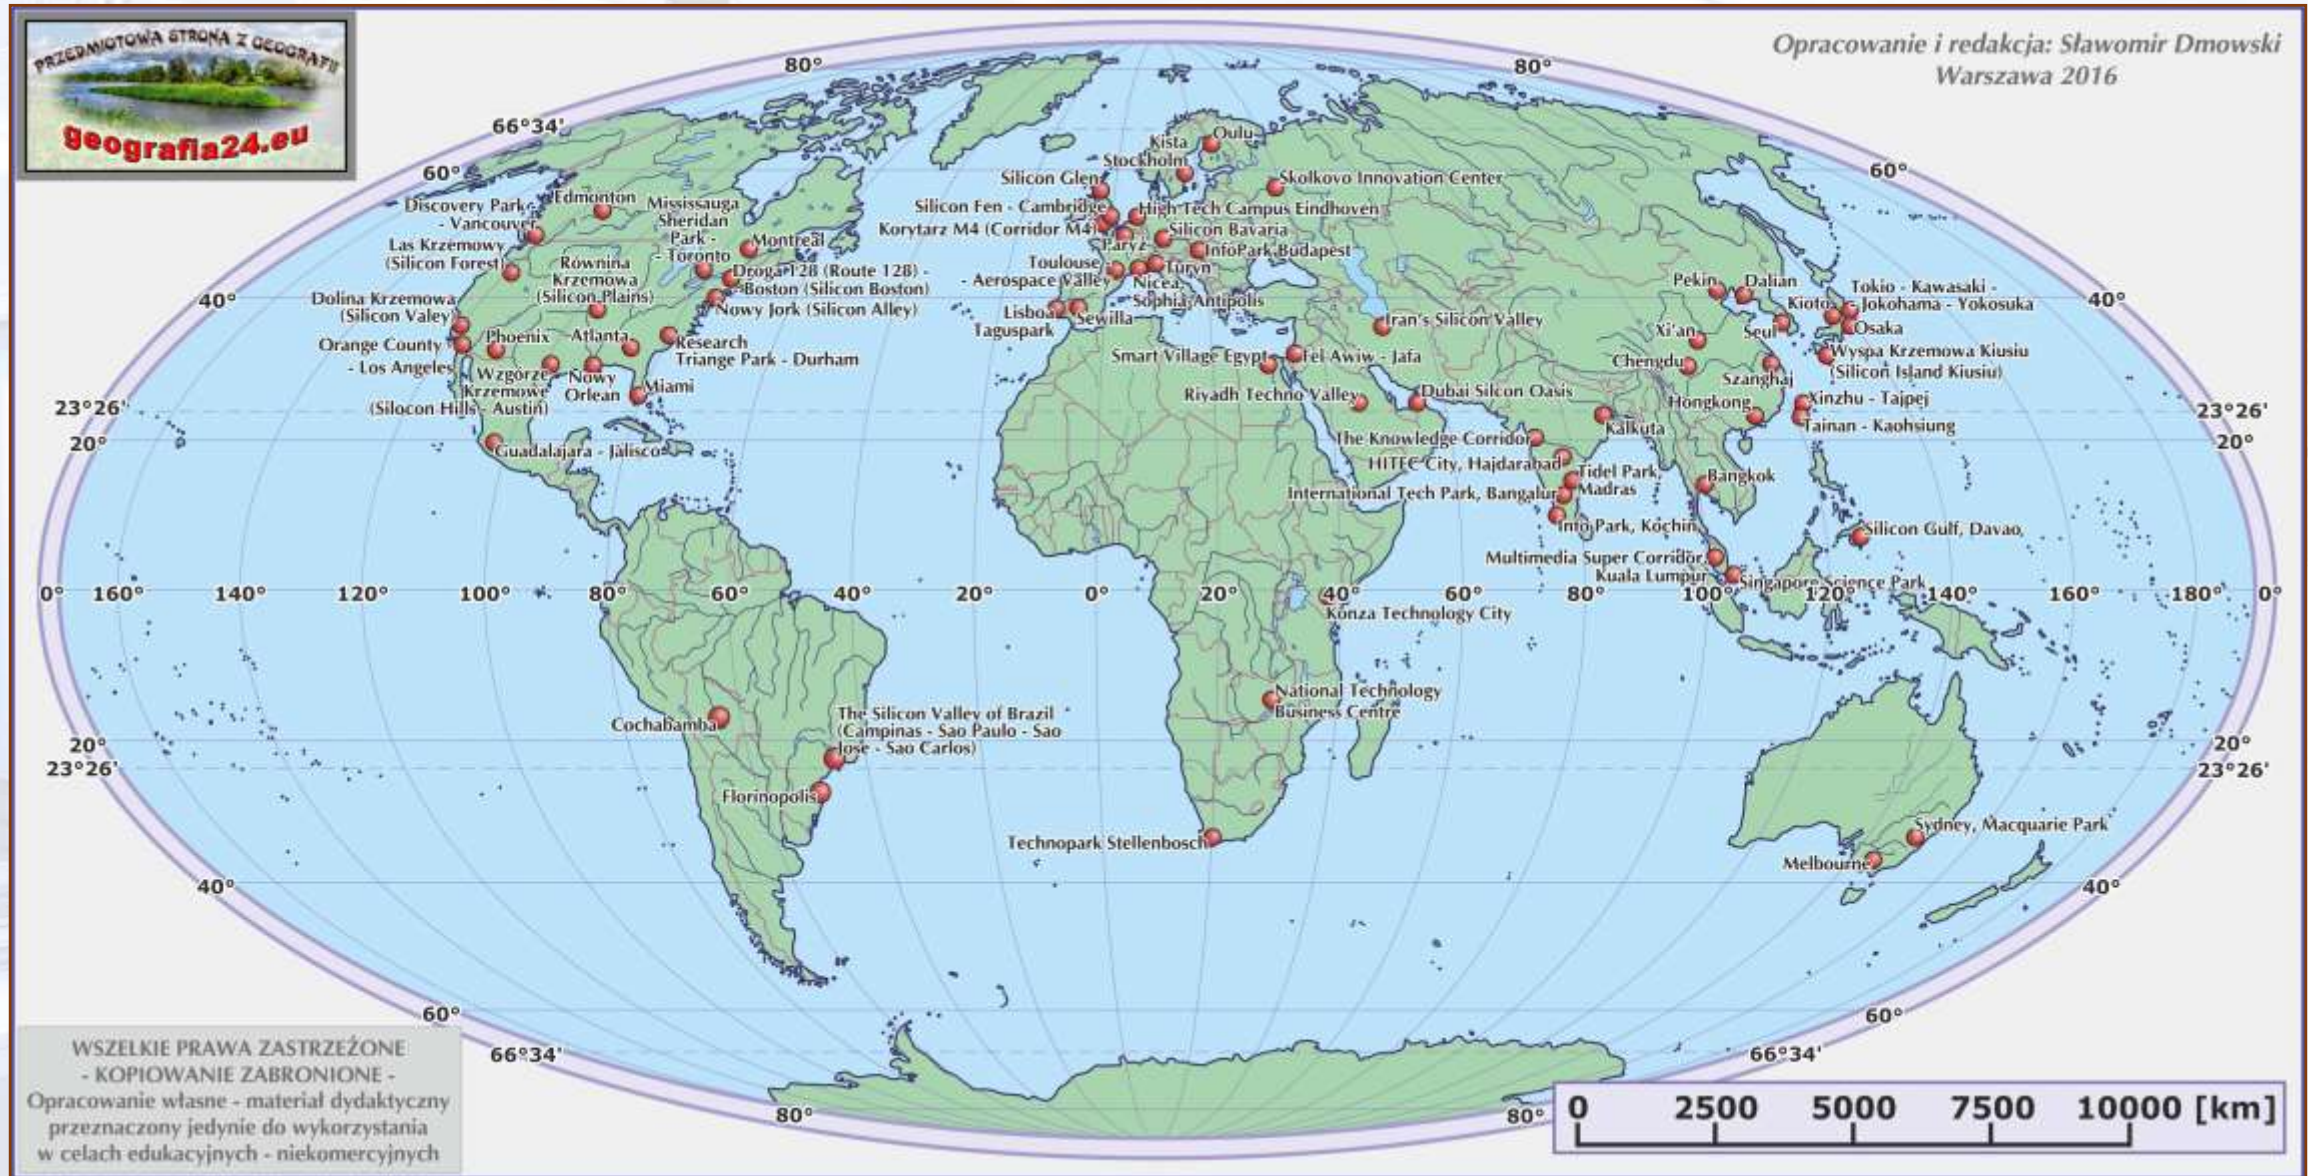 PRZEDMIOTOWA STRONA Z GEOGRAFII
geografia24.eu
Opracowanie i redakcja: Sławomir Dmowski
Warszawa 2016
80°
80°
66°34'
60°
60°
40°
40°
23°26'
23°26'
20°
20°
0°
160°
140°
120°
100°
80°
60°
40°
20°
0°
20°
40°
60°
80°
100°
120°
140°
160°
180°
0°
20°
20°
23°26'
23°26'
40°
40°
60°
60°
66°34'
66°34'
80°
80°
Discovery Park -
- Vancouver
Edmonton
Las Krzemowy
(Silicon Forest)
Mississauga
Sheridan
Park -
- Toronto
Montreal
Równina
Krzemowa
(Silicon Plains)
Droga 128 (Route 128) -
- Boston (Silicon Boston)
Nowy Jork (Silicon Alley)
Dolina Krzemowa
(Silicon Valey)
Orange County
- Los Angeles
Phoenix
Atlanta
Research
Triange Park - Durham
Wzgórze
Krzemowe
(Silocon Hills - Austin)
Nowy
Orlean
Miami
Guadalajara - Jalisco
Kista
Stockholm
Oulu
Silicon Glen
Skolkovo Innovation Center
Silicon Fen - Cambridge
High Tech Campus Eindhoven
Korytarz M4 (Corridor M4)
Paryż
Silicon Bavaria
InfoPark Budapest
Toulouse -
- Aerospace Valley
Turyn
Nicea,
Sophia Antipolis
Lisboa
Taguspark
Sewilla
Iran's Silicon Valley
Smart Village Egypt
Tel Awiw - Jafa
Riyadh Techno Valley
Dubai Silcon Oasis
The Knowledge Corridor
HITEC City, Hajdarabad
Tidel Park,
Madras
International Tech Park, Bangalur
Info Park, Kochin
Kalkuta
Pekin
Dalian
Tokio - Kawasaki -
- Jokohama - Yokosuka
Kioto
Osaka
Xi'an
Seul
Chengdu
Szanghaj
Wyspa Krzemowa Kiusiu
(Silicon Island Kiusiu)
Hongkong
Xinzhu - Tajpej
Tainan - Kaohsiung
Bangkok
Silicon Gulf, Davao,
Multimedia Super Corridor,
Kuala Lumpur
Singapore Science Park
Konza Technology City
National Technology
Business Centre
Technopark Stellenbosch
Cochabamba
The Silicon Valley of Brazil
(Campinas - Sao Paulo - Sao
Jose - Sao Carlos)
Florinopolis
Sydney, Macquarie Park
Melbourne
WSZELKIE PRAWA ZASTRZEŻONE
- KOPIOWANIE ZABRONIONE -
Opracowanie własne - materiał dydaktyczny
przeznaczony jedynie do wykorzystania
w celach edukacyjnych - niekomercyjnych
0 2500 5000 7500 10000 [km]